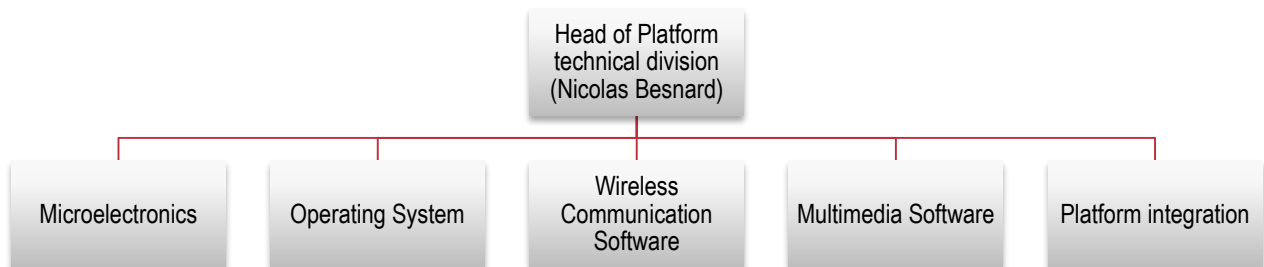 Head of Platform
technical division
(Nicolas Besnard)
Microelectronics
Operating System
Wireless
Communication
Software
Multimedia Software
Platform integration